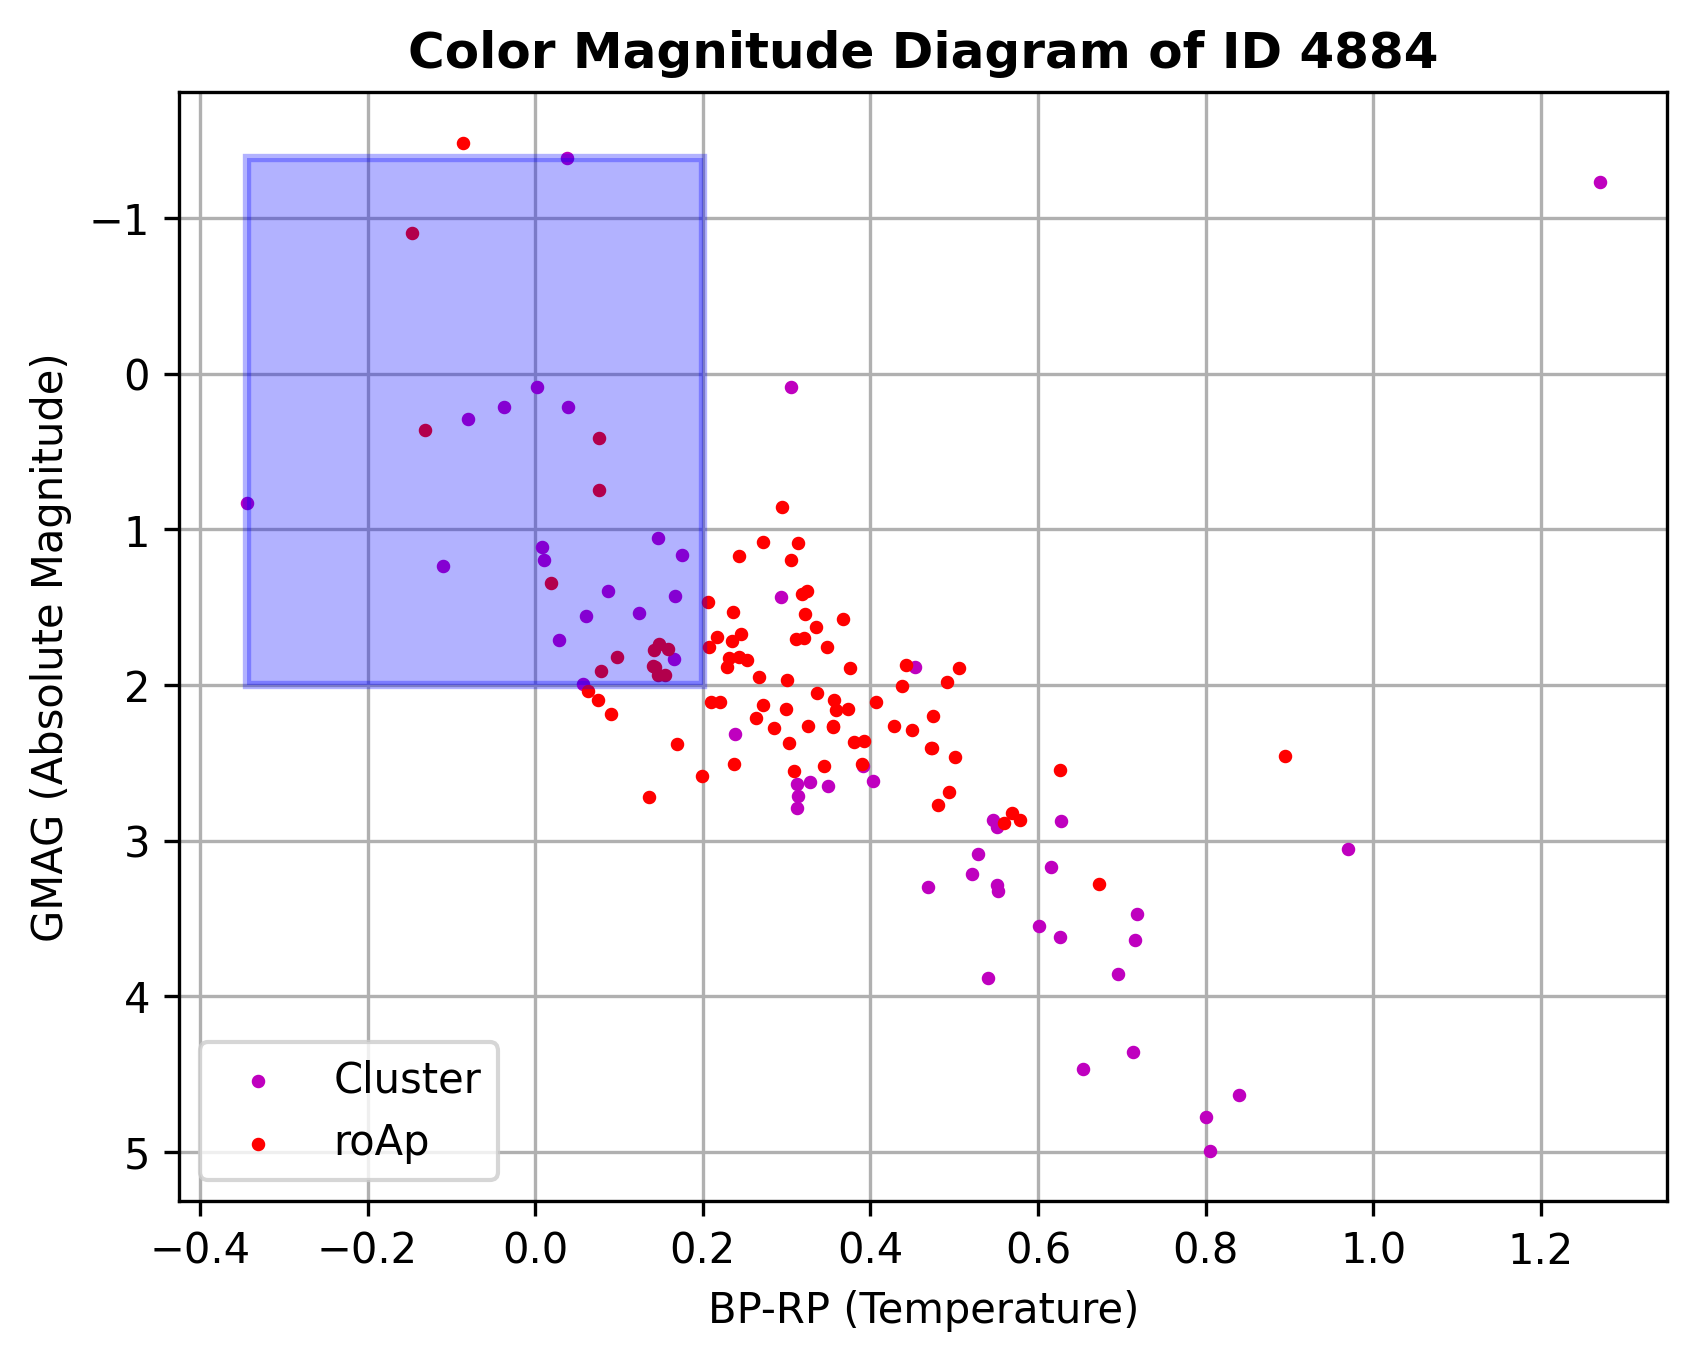 Color Magnitude Diagram of ID 4884
−1
0
1
2
3
4
5
GMAG (Absolute Magnitude)
Cluster
roAp
−0.4 −0.2 0.0 0.2 0.4 0.6 0.8 1.0 1.2
BP-RP (Temperature)